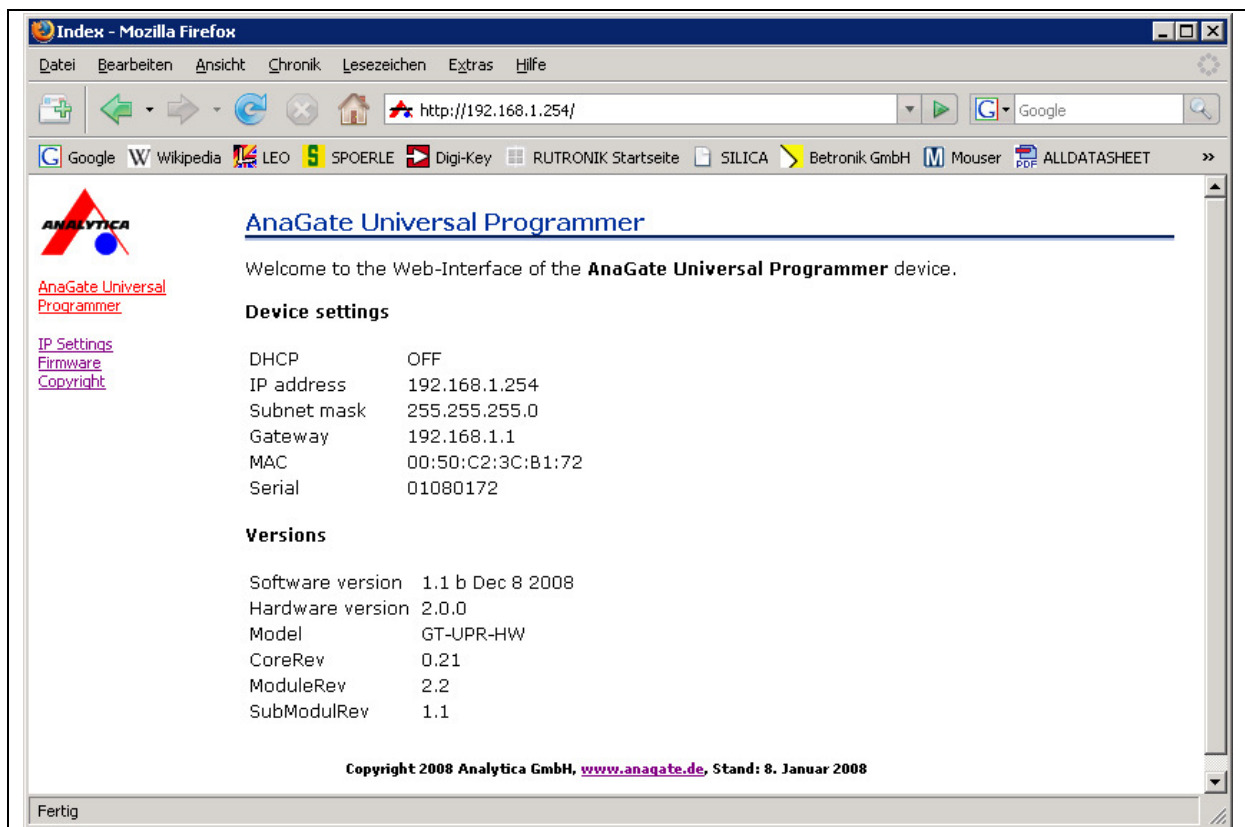 Index - Mozilla Firefox
Datei Bearbeiten Ansicht Chronik Lesezeichen Extras Hilfe
http://192.168.1.254/
G Google
G Google W Wikipedia LEO S SPOERLE Digi-Key RUTRONIK Startseite SILICA Betronik GmbH M Mouser PDF ALLDATASHEET »
ANALYTICA
AnaGate Universal
Programmer
IP Settings
Firmware
Copyright
AnaGate Universal Programmer
Welcome to the Web-Interface of the AnaGate Universal Programmer device.
Device settings
DHCP OFF
IP address 192.168.1.254
Subnet mask 255.255.255.0
Gateway 192.168.1.1
MAC 00:50:C2:3C:B1:72
Serial 01080172
Versions
Software version 1.1 b Dec 8 2008
Hardware version 2.0.0
Model GT-UPR-HW
CoreRev 0.21
ModuleRev 2.2
SubModulRev 1.1
Copyright 2008 Analytica GmbH, www.anagate.de, Stand: 8. Januar 2008
Fertig